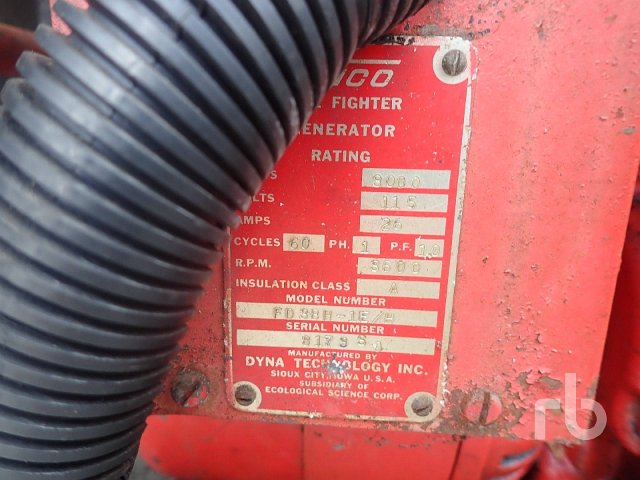 NCO
FIGHTER
ENERATOR
RATING
S
LTS 115
AMPS 26
CYCLES 60 PH. 1 P.F. 1.0
R.P.M. 3600
INSULATION CLASS A
MODEL NUMBER
SERIAL NUMBER
MANUFACTURED BY
DYNA TECHNOLOGY INC.
SIOUX CITY, IOWA U.S.A.
SUBSIDIARY OF
ECOLOGICAL SCIENCE CORP.
rb